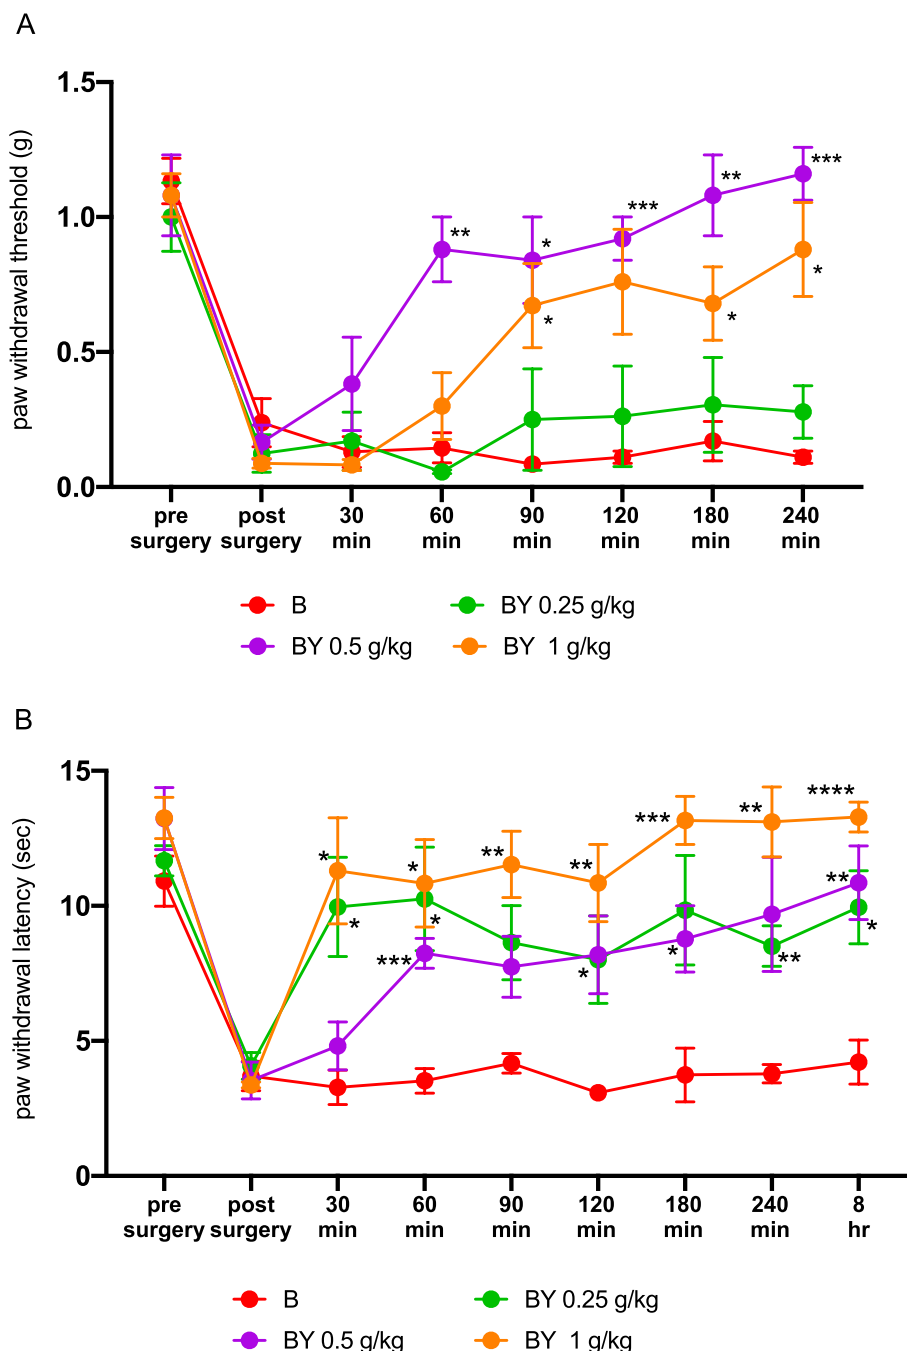 A
paw withdrawal threshold (g)
1.5
1.0
0.5
0.0
** * *** ** ***
* * *
pre surgery
post surgery
30 min
60 min
90 min
120 min
180 min
240 min
B
BY 0.25 g/kg
BY 0.5 g/kg
BY 1 g/kg
B
paw withdrawal latency (sec)
15
10
5
0
* * ** ** *** ** ****
* * *** * * ** ** *
pre surgery
post surgery
30 min
60 min
90 min
120 min
180 min
240 min
8 hr
B
BY 0.25 g/kg
BY 0.5 g/kg
BY 1 g/kg